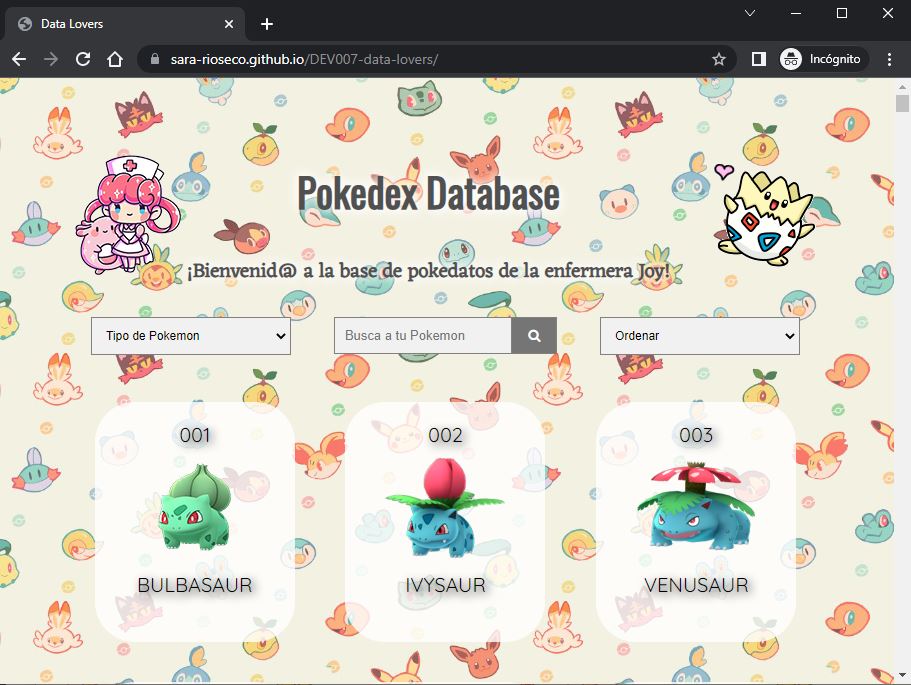 Data Lovers
sara-rioseco.github.io/DEV007-data-lovers/
Incógnito
Pokedex Database
¡Bienvenid@ a la base de pokedatos de la enfermera Joy!
Tipo de Pokemon
Busca a tu Pokemon
Ordenar
001
002
003
BULBASAUR
IVYSAUR
VENUSAUR